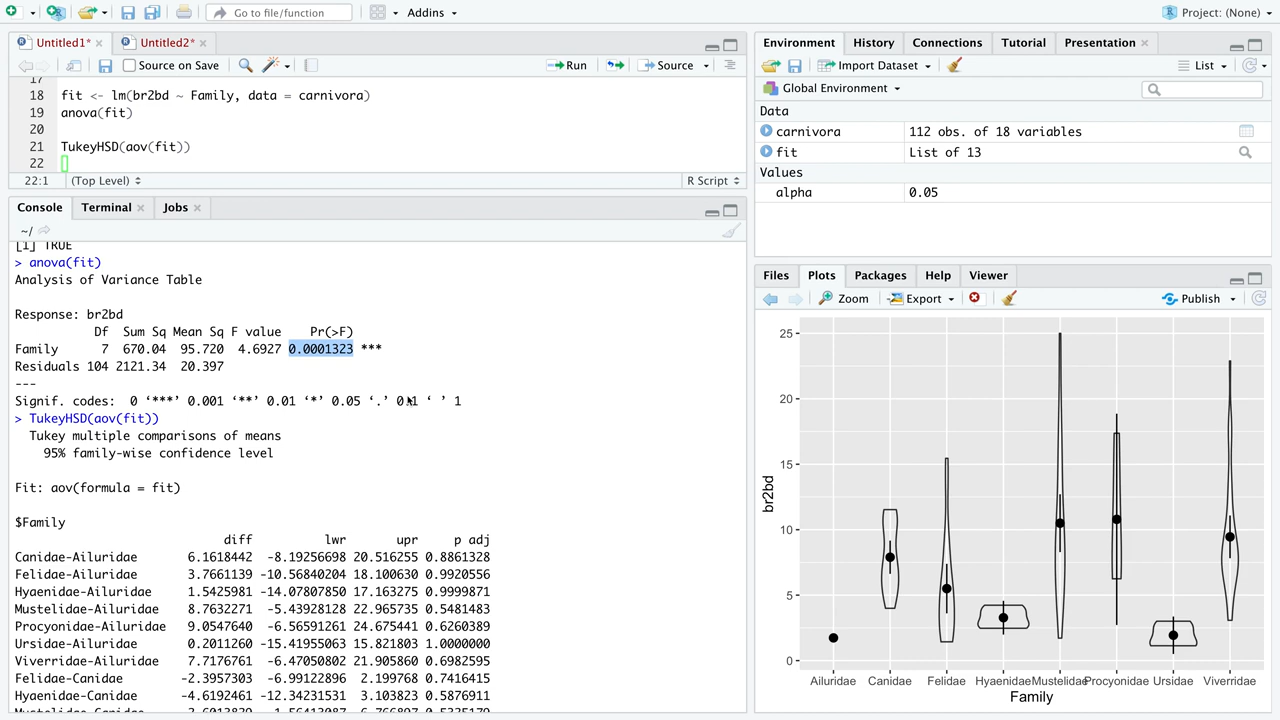 Go to file/function
Addins
Project: (None)
Untitled1*
Untitled2*
Source on Save
Run
Source
17
18 fit <- lm(br2bd ~ Family, data = carnivora)
19 anova(fit)
20
21 TukeyHSD(aov(fit))
22
22:1 (Top Level) R Script
Console Terminal Jobs
~/
[1] TRUE
> anova(fit)
Analysis of Variance Table
Response: br2bd
Df Sum Sq Mean Sq F value Pr(>F)
Family 7 670.04 95.720 4.6927 0.0001323 ***
Residuals 104 2121.34 20.397
---
Signif. codes: 0 ‘***’ 0.001 ‘**’ 0.01 ‘*’ 0.05 ‘.’ 0.1 ‘ ’ 1
> TukeyHSD(aov(fit))
Tukey multiple comparisons of means
95% family-wise confidence level
Fit: aov(formula = fit)
$Family
diff lwr upr p adj
Canidae-Ailuridae 6.1618442 -8.19256698 20.516255 0.8861328
Felidae-Ailuridae 3.7661139 -10.56840204 18.100630 0.9920556
Hyaenidae-Ailuridae 1.5425981 -14.07807850 17.163275 0.9999871
Mustelidae-Ailuridae 8.7632271 -5.43928128 22.965735 0.5481483
Procyonidae-Ailuridae 9.0547640 -6.56591261 24.675441 0.6260389
Ursidae-Ailuridae 0.2011260 -15.41955063 15.821803 1.0000000
Viverridae-Ailuridae 7.7176761 -6.47050802 21.905860 0.6982595
Felidae-Canidae -2.3957303 -6.99122896 2.199768 0.7416415
Hyaenidae-Canidae -4.6192461 -12.34231531 3.103823 0.5876911
Mustelidae-Canidae 2.6013829 -1.56413087 6.766897 0.5335179
Environment History Connections Tutorial Presentation
Import Dataset
List
Global Environment
Data
carnivora 112 obs. of 18 variables
fit List of 13
Values
alpha 0.05
Files Plots Packages Help Viewer
Zoom Export Publish
25
20
15
10
5
0
br2bd
Ailuridae Canidae Felidae Hyaenidae Mustelidae Procyonidae Ursidae Viverridae
Family